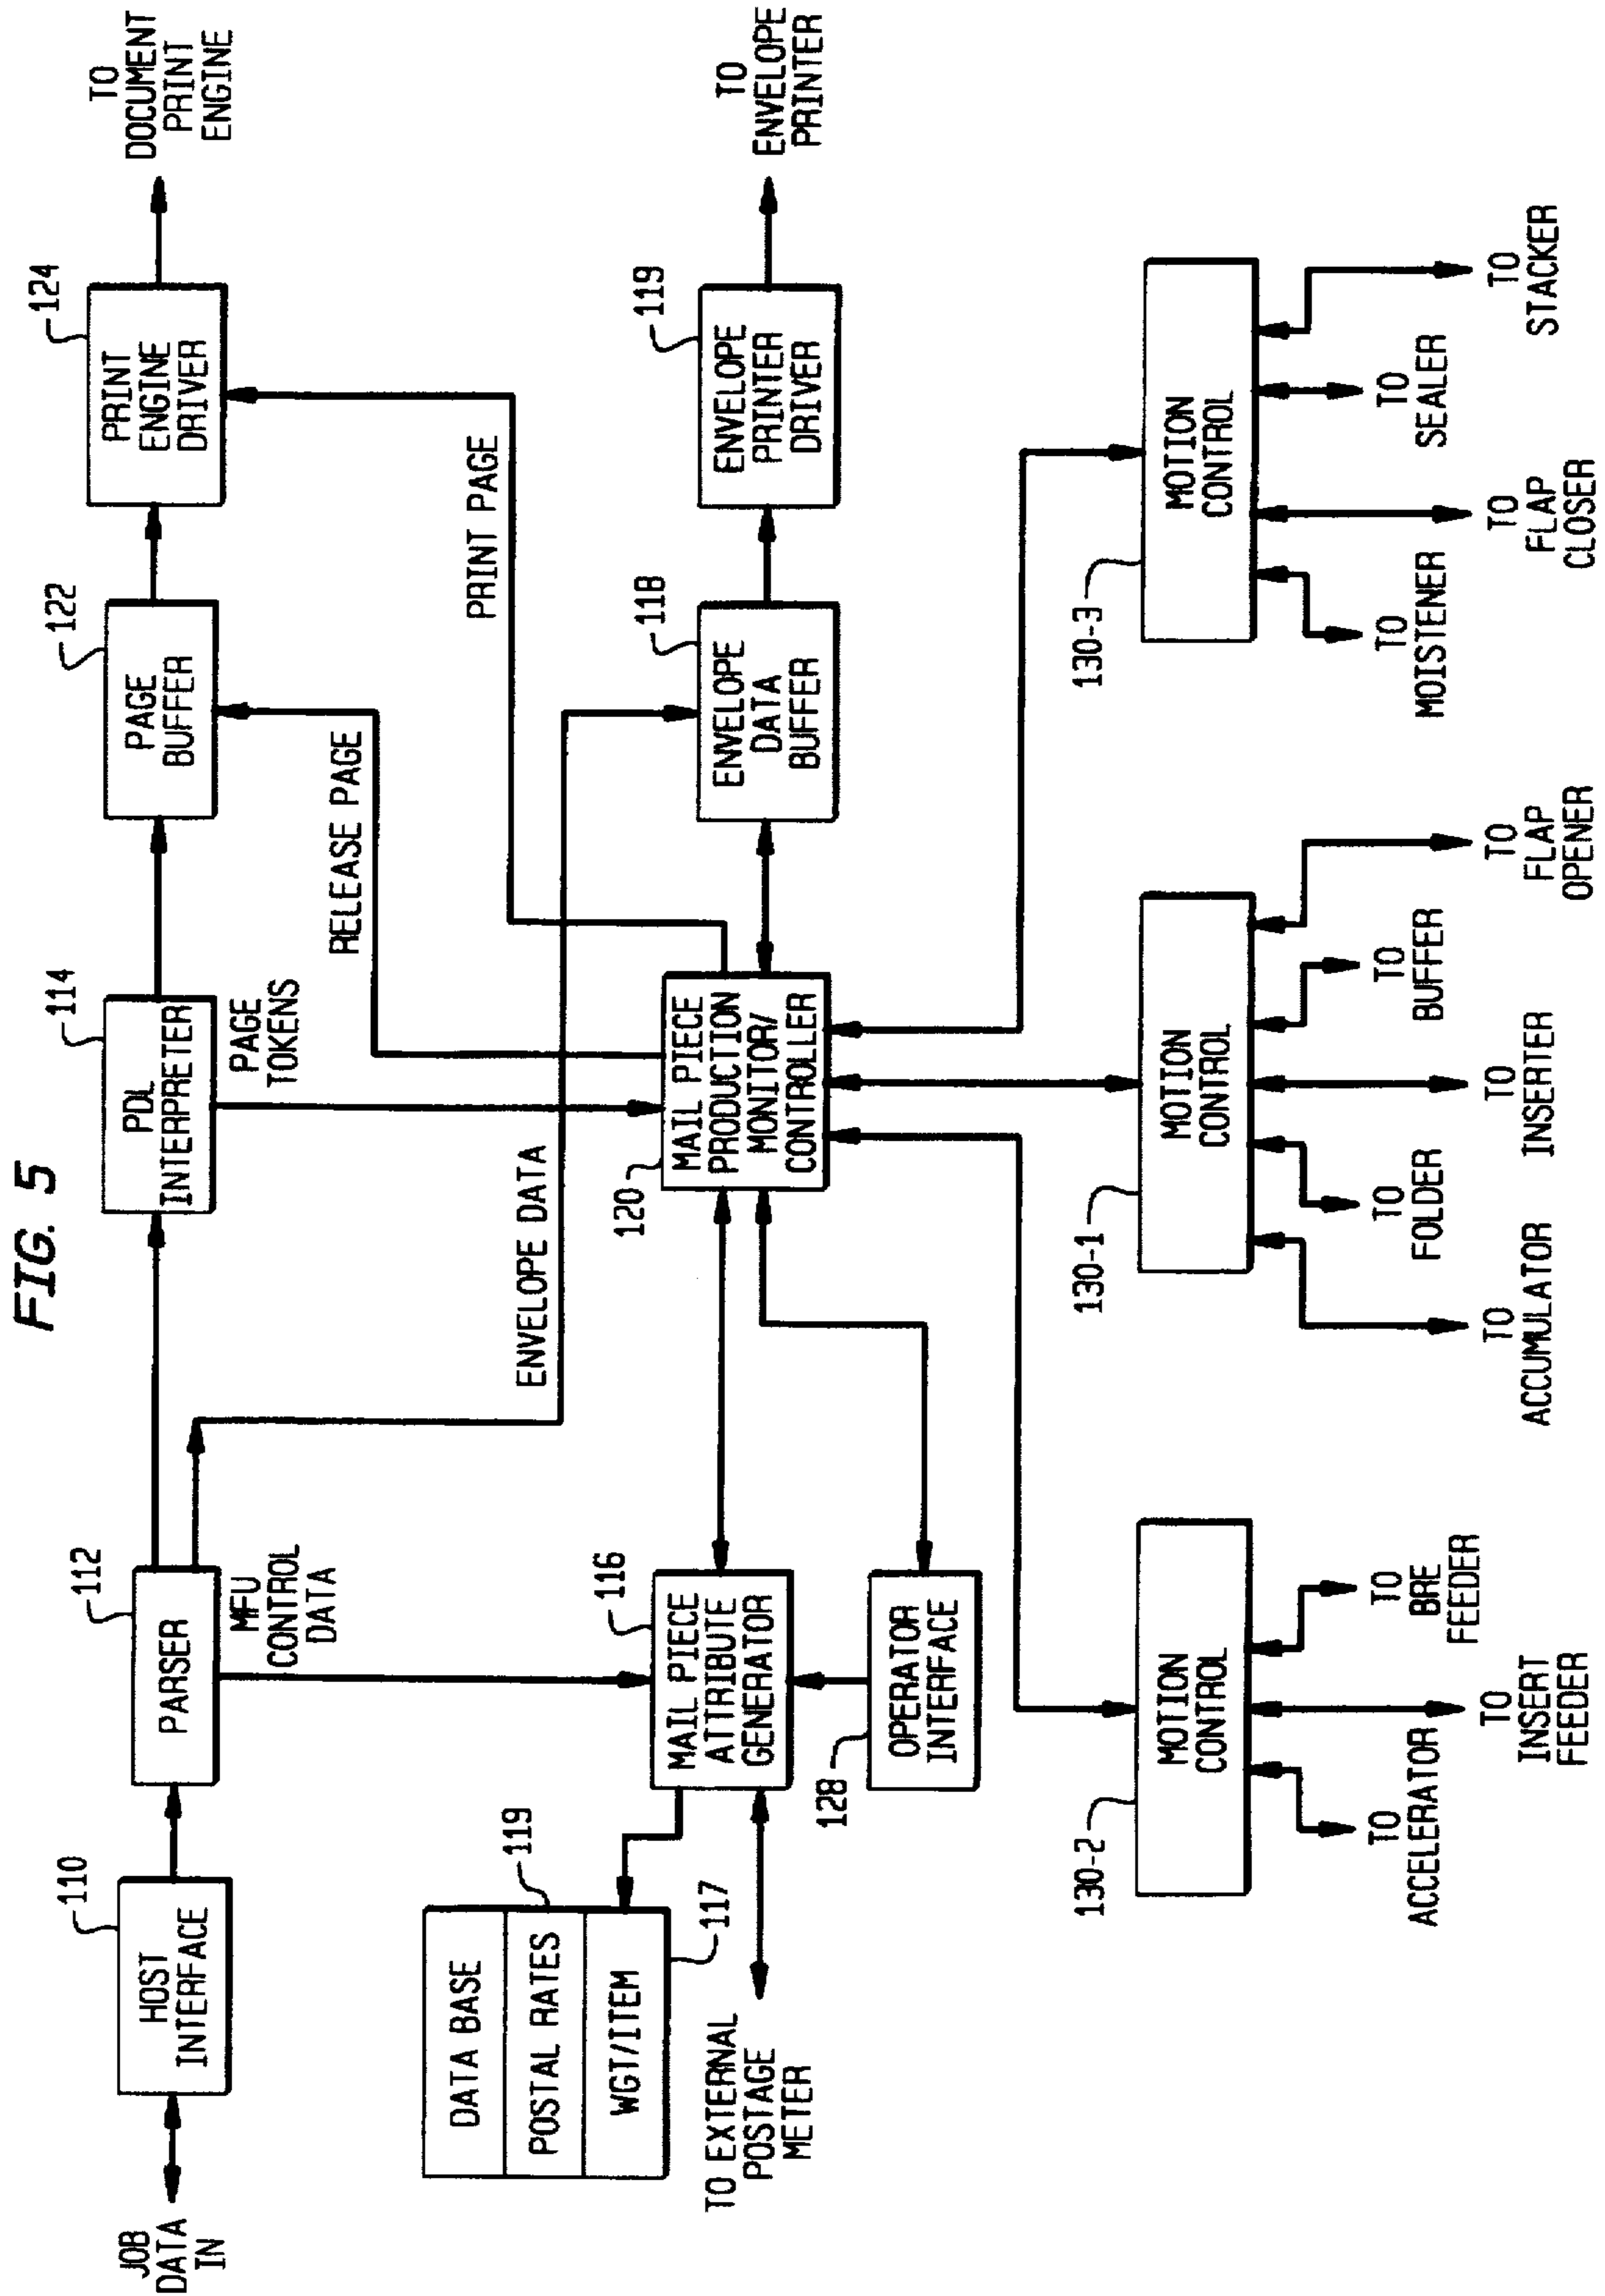 FIG. 5
JOB
DATA
IN
110
HOST
INTERFACE
112
PARSER
MFU
CONTROL
DATA
114
PDL
INTERPRETER
PAGE
TOKENS
122
PAGE
BUFFER
RELEASE PAGE
124
PRINT
ENGINE
DRIVER
TO
DOCUMENT
PRINT
ENGINE
PRINT PAGE
ENVELOPE DATA
DATA BASE
POSTAL RATES
WGT/ITEM
119
117
TO EXTERNAL
POSTAGE
METER
116
MAIL PIECE
ATTRIBUTE
GENERATOR
128
OPERATOR
INTERFACE
120
MAIL PIECE
PRODUCTION
MONITOR/
CONTROLLER
118
ENVELOPE
DATA
BUFFER
119
ENVELOPE
PRINTER
DRIVER
TO
ENVELOPE
PRINTER
130-2
MOTION
CONTROL
TO
ACCELERATOR
TO
INSERT
FEEDER
TO
BRE
FEEDER
130-1
MOTION
CONTROL
TO
ACCUMULATOR
TO
FOLDER
TO
INSERTER
TO
BUFFER
TO
FLAP
OPENER
130-3
MOTION
CONTROL
TO
MOISTENER
TO
FLAP
CLOSER
TO
SEALER
TO
STACKER